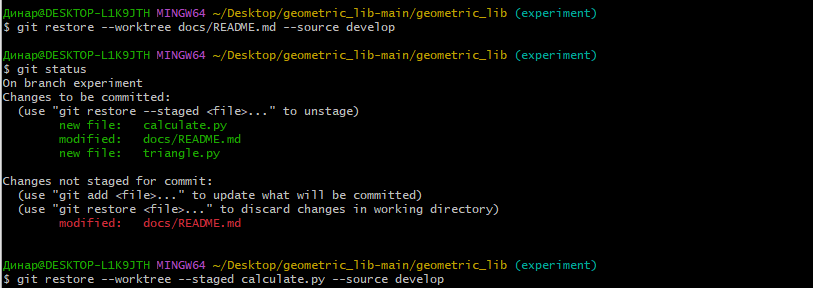 Динар@DESKTOP-L1K9JTH MINGW64 ~/Desktop/geometric_lib-main/geometric_lib (experiment)
$ git restore --worktree docs/README.md --source develop
Динар@DESKTOP-L1K9JTH MINGW64 ~/Desktop/geometric_lib-main/geometric_lib (experiment)
$ git status
On branch experiment
Changes to be committed:
  (use "git restore --staged <file>..." to unstage)
        new file:   calculate.py
        modified:   docs/README.md
        new file:   triangle.py
Changes not staged for commit:
  (use "git add <file>..." to update what will be committed)
  (use "git restore <file>..." to discard changes in working directory)
        modified:   docs/README.md
Динар@DESKTOP-L1K9JTH MINGW64 ~/Desktop/geometric_lib-main/geometric_lib (experiment)
$ git restore --worktree --staged calculate.py --source develop